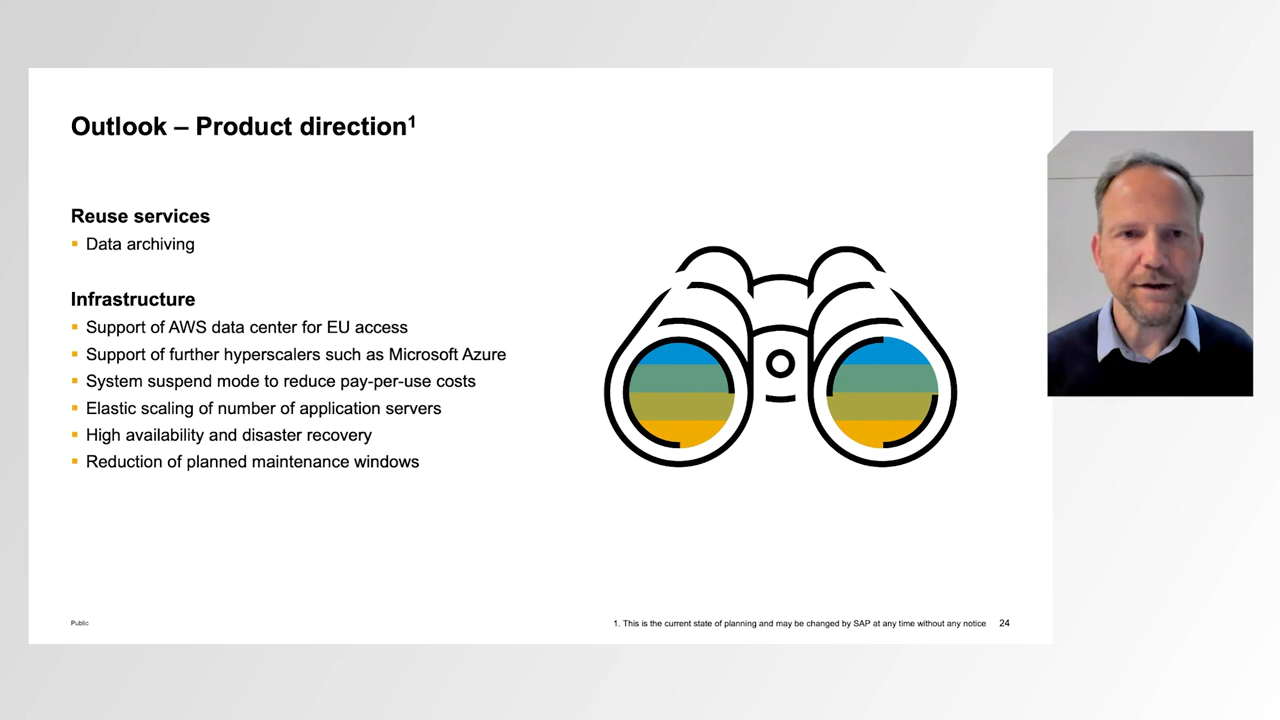 Outlook – Product direction¹
Reuse services
▪ Data archiving
Infrastructure
▪ Support of AWS data center for EU access
▪ Support of further hyperscalers such as Microsoft Azure
▪ System suspend mode to reduce pay-per-use costs
▪ Elastic scaling of number of application servers
▪ High availability and disaster recovery
▪ Reduction of planned maintenance windows
Public
1. This is the current state of planning and may be changed by SAP at any time without any notice
24